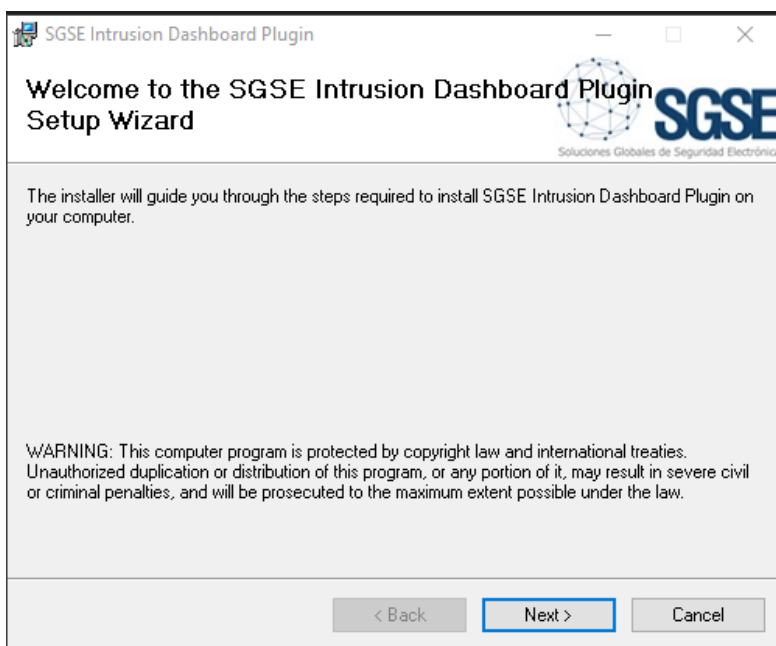 SGSE Intrusion Dashboard Plugin
Welcome to the SGSE Intrusion Dashboard Plugin
Setup Wizard
SGSE
Soluciones Globales de Seguridad Electrónica
The installer will guide you through the steps required to install SGSE Intrusion Dashboard Plugin on
your computer.
WARNING: This computer program is protected by copyright law and international treaties.
Unauthorized duplication or distribution of this program, or any portion of it, may result in severe civil
or criminal penalties, and will be prosecuted to the maximum extent possible under the law.
< Back
Next >
Cancel